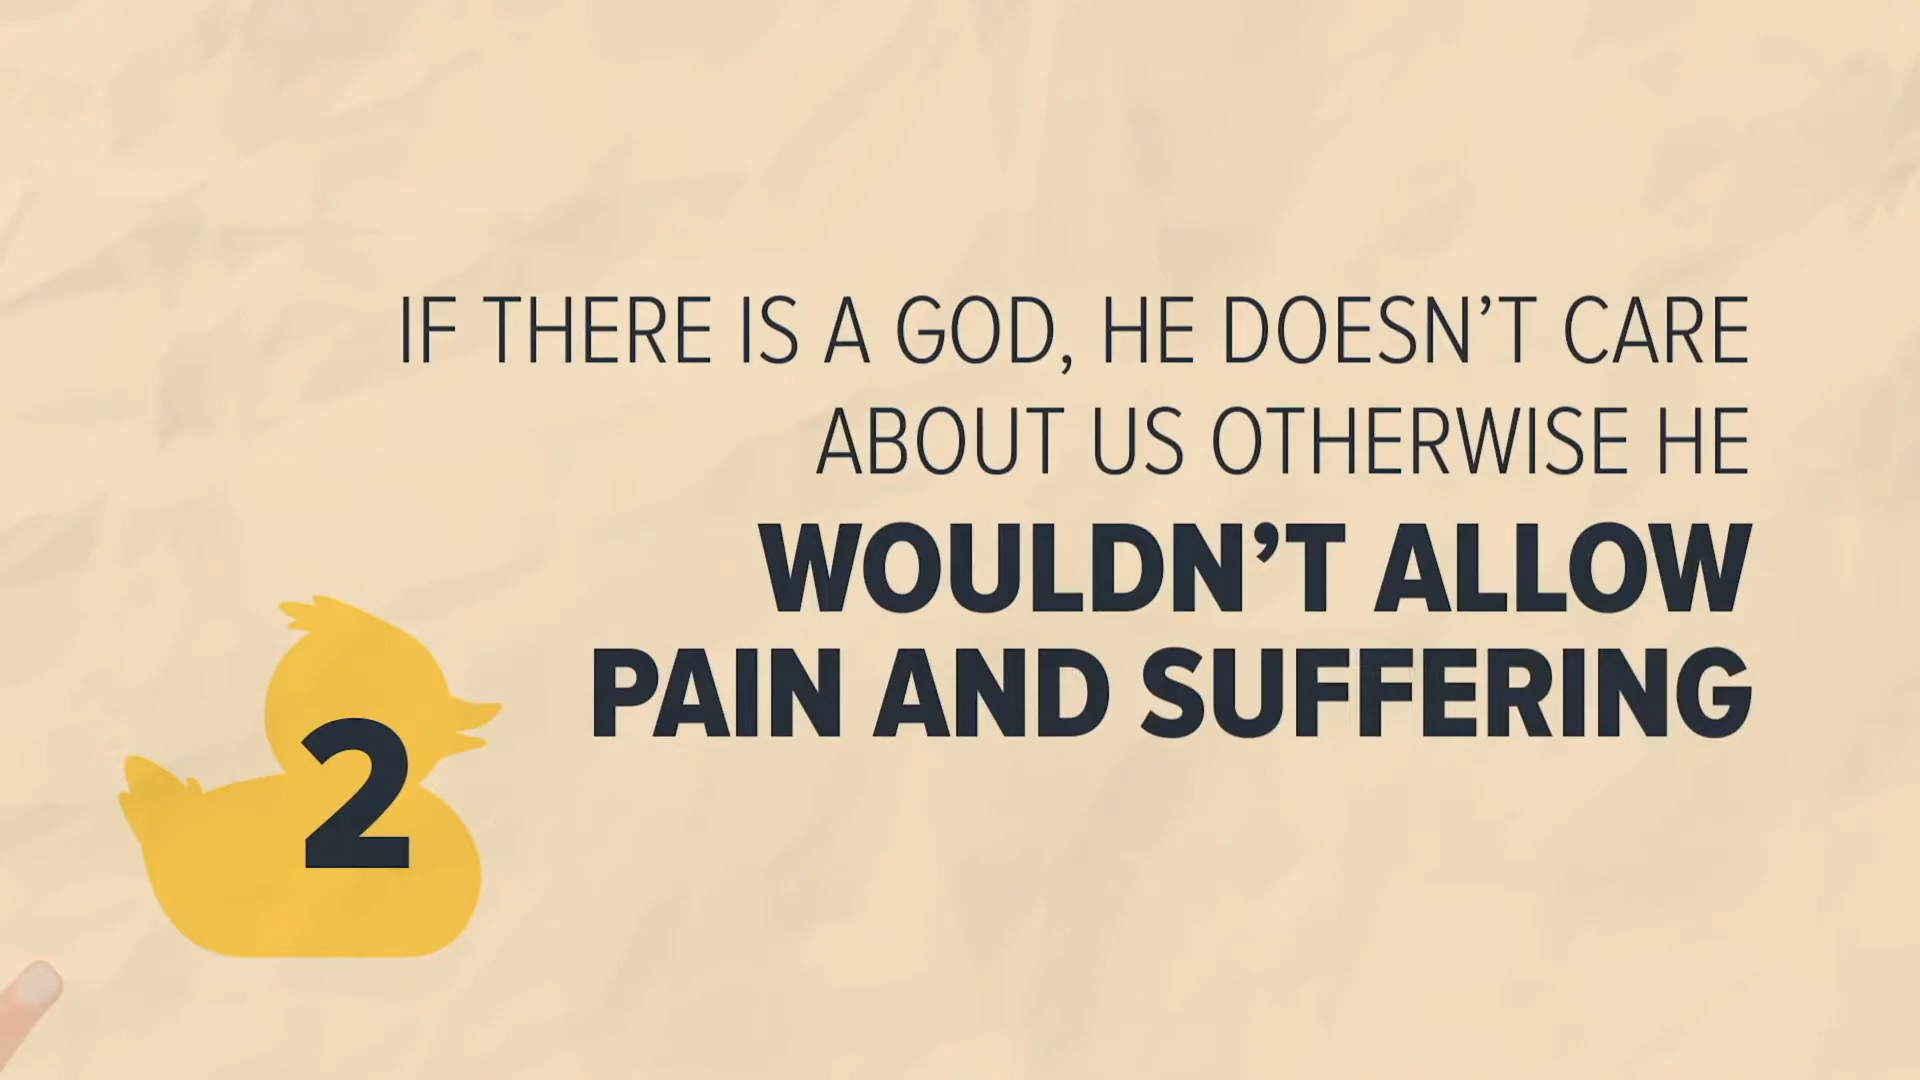 IF THERE IS A GOD, HE DOESN’T CARE
ABOUT US OTHERWISE HE
WOULDN’T ALLOW
PAIN AND SUFFERING
2